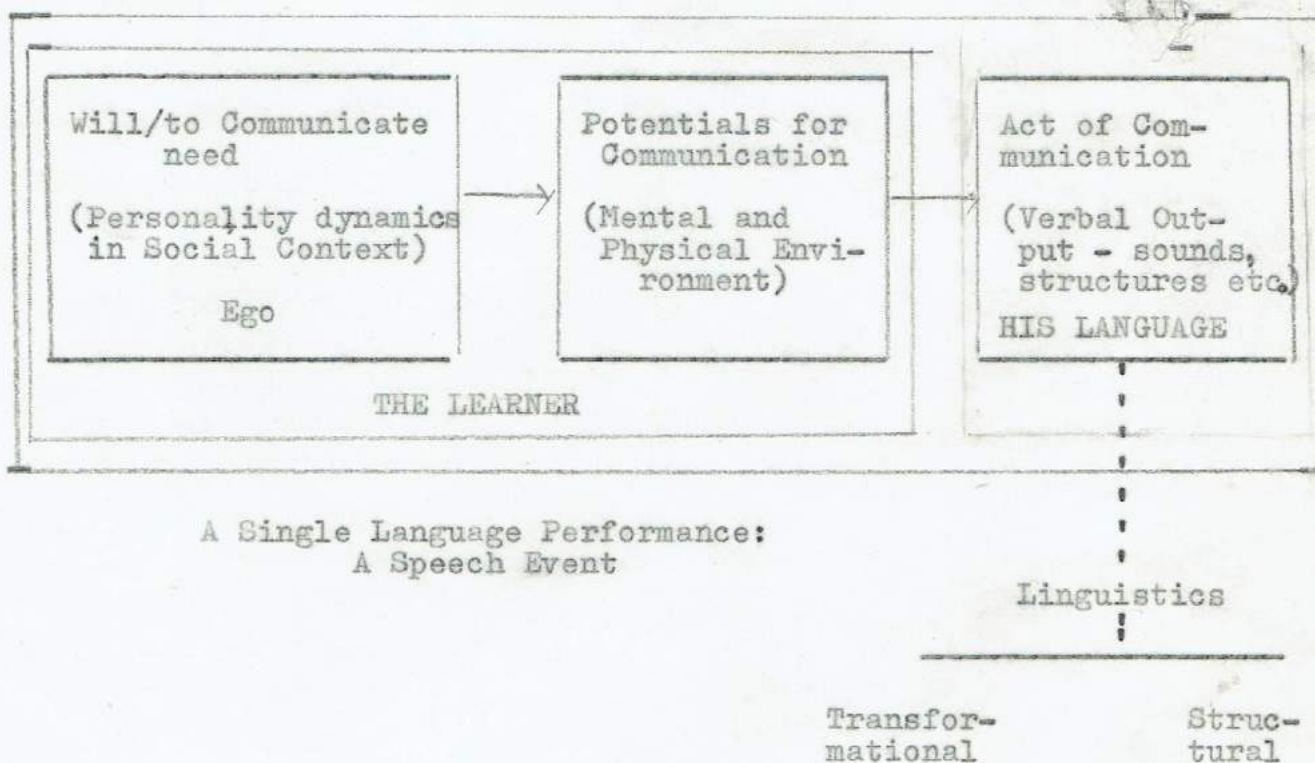 Will/to Communicate
need
(Personality dynamics
in Social Context)
Ego
Potentials for
Communication
(Mental and
Physical Envi-
ronment)
Act of Com-
munication
(Verbal Out-
put - sounds,
structures etc.)
HIS LANGUAGE
THE LEARNER
A Single Language Performance:
A Speech Event
Linguistics
Transfor-
mational
Struc-
tural